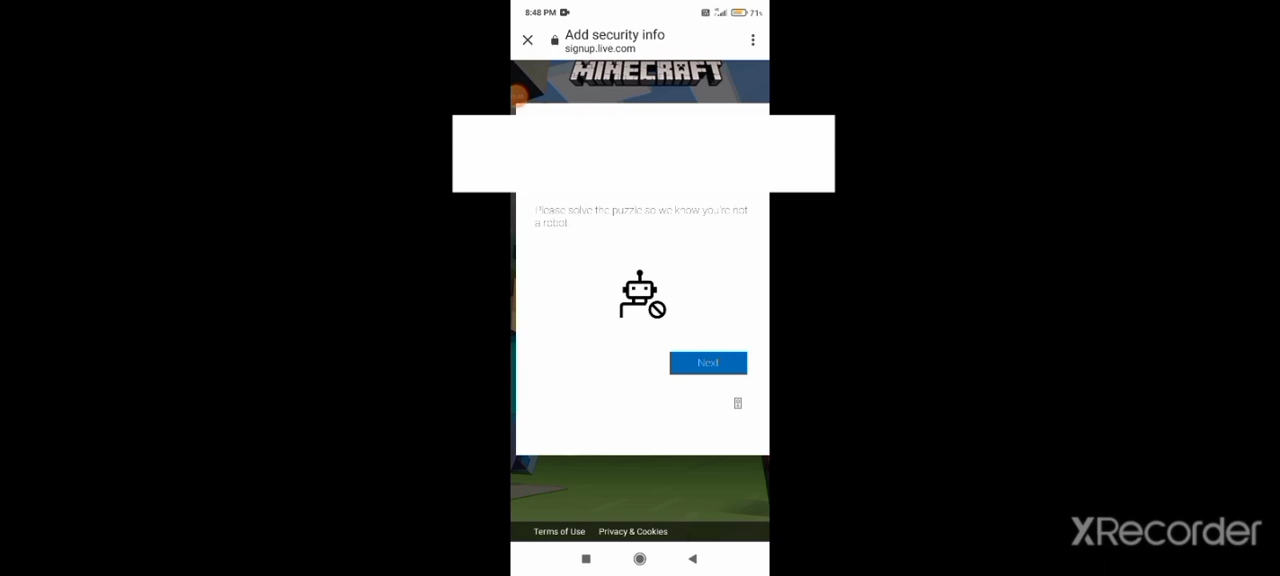 8:48 PM 71%
Add security info
signup.live.com
MINECRAFT
Please solve the puzzle so we know you're not
a robot.
Next
Terms of Use Privacy & Cookies
XRecorder